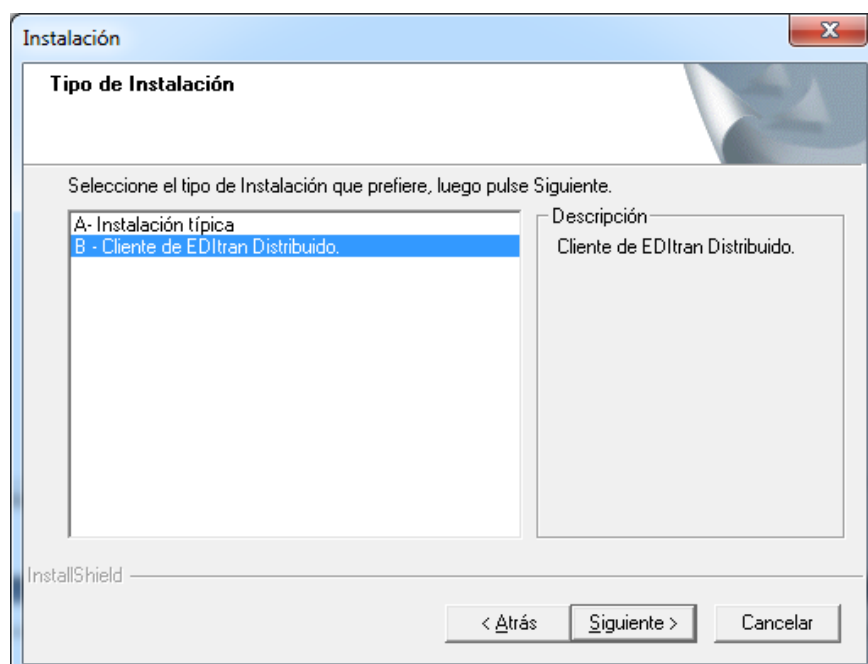 Instalación
Tipo de Instalación
Seleccione el tipo de Instalación que prefiere, luego pulse Siguiente.
A- Instalación típica
B - Cliente de EDItran Distribuido.
Descripción
Cliente de EDItran Distribuido.
InstallShield
< Atrás
Siguiente >
Cancelar